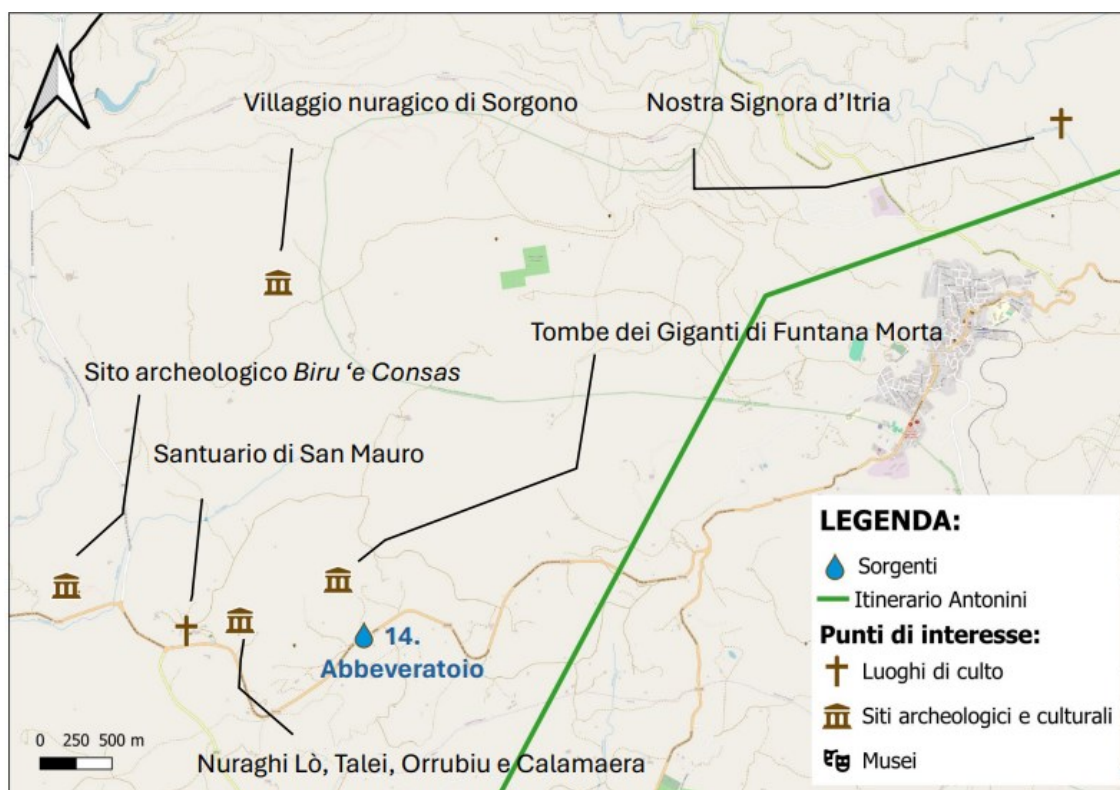 Villaggio nuragico di Sorgono
Nostra Signora d’Itria
Tombe dei Giganti di Funtana Morta
Sito archeologico Biru ‘e Consas
Santuario di San Mauro
14.
Abbeveratoio
Nuraghi Lò, Talei, Orrubiu e Calamaera
0 250 500 m
LEGENDA:
Sorgenti
Itinerario Antonini
Punti di interesse:
Luoghi di culto
Siti archeologici e culturali
Musei